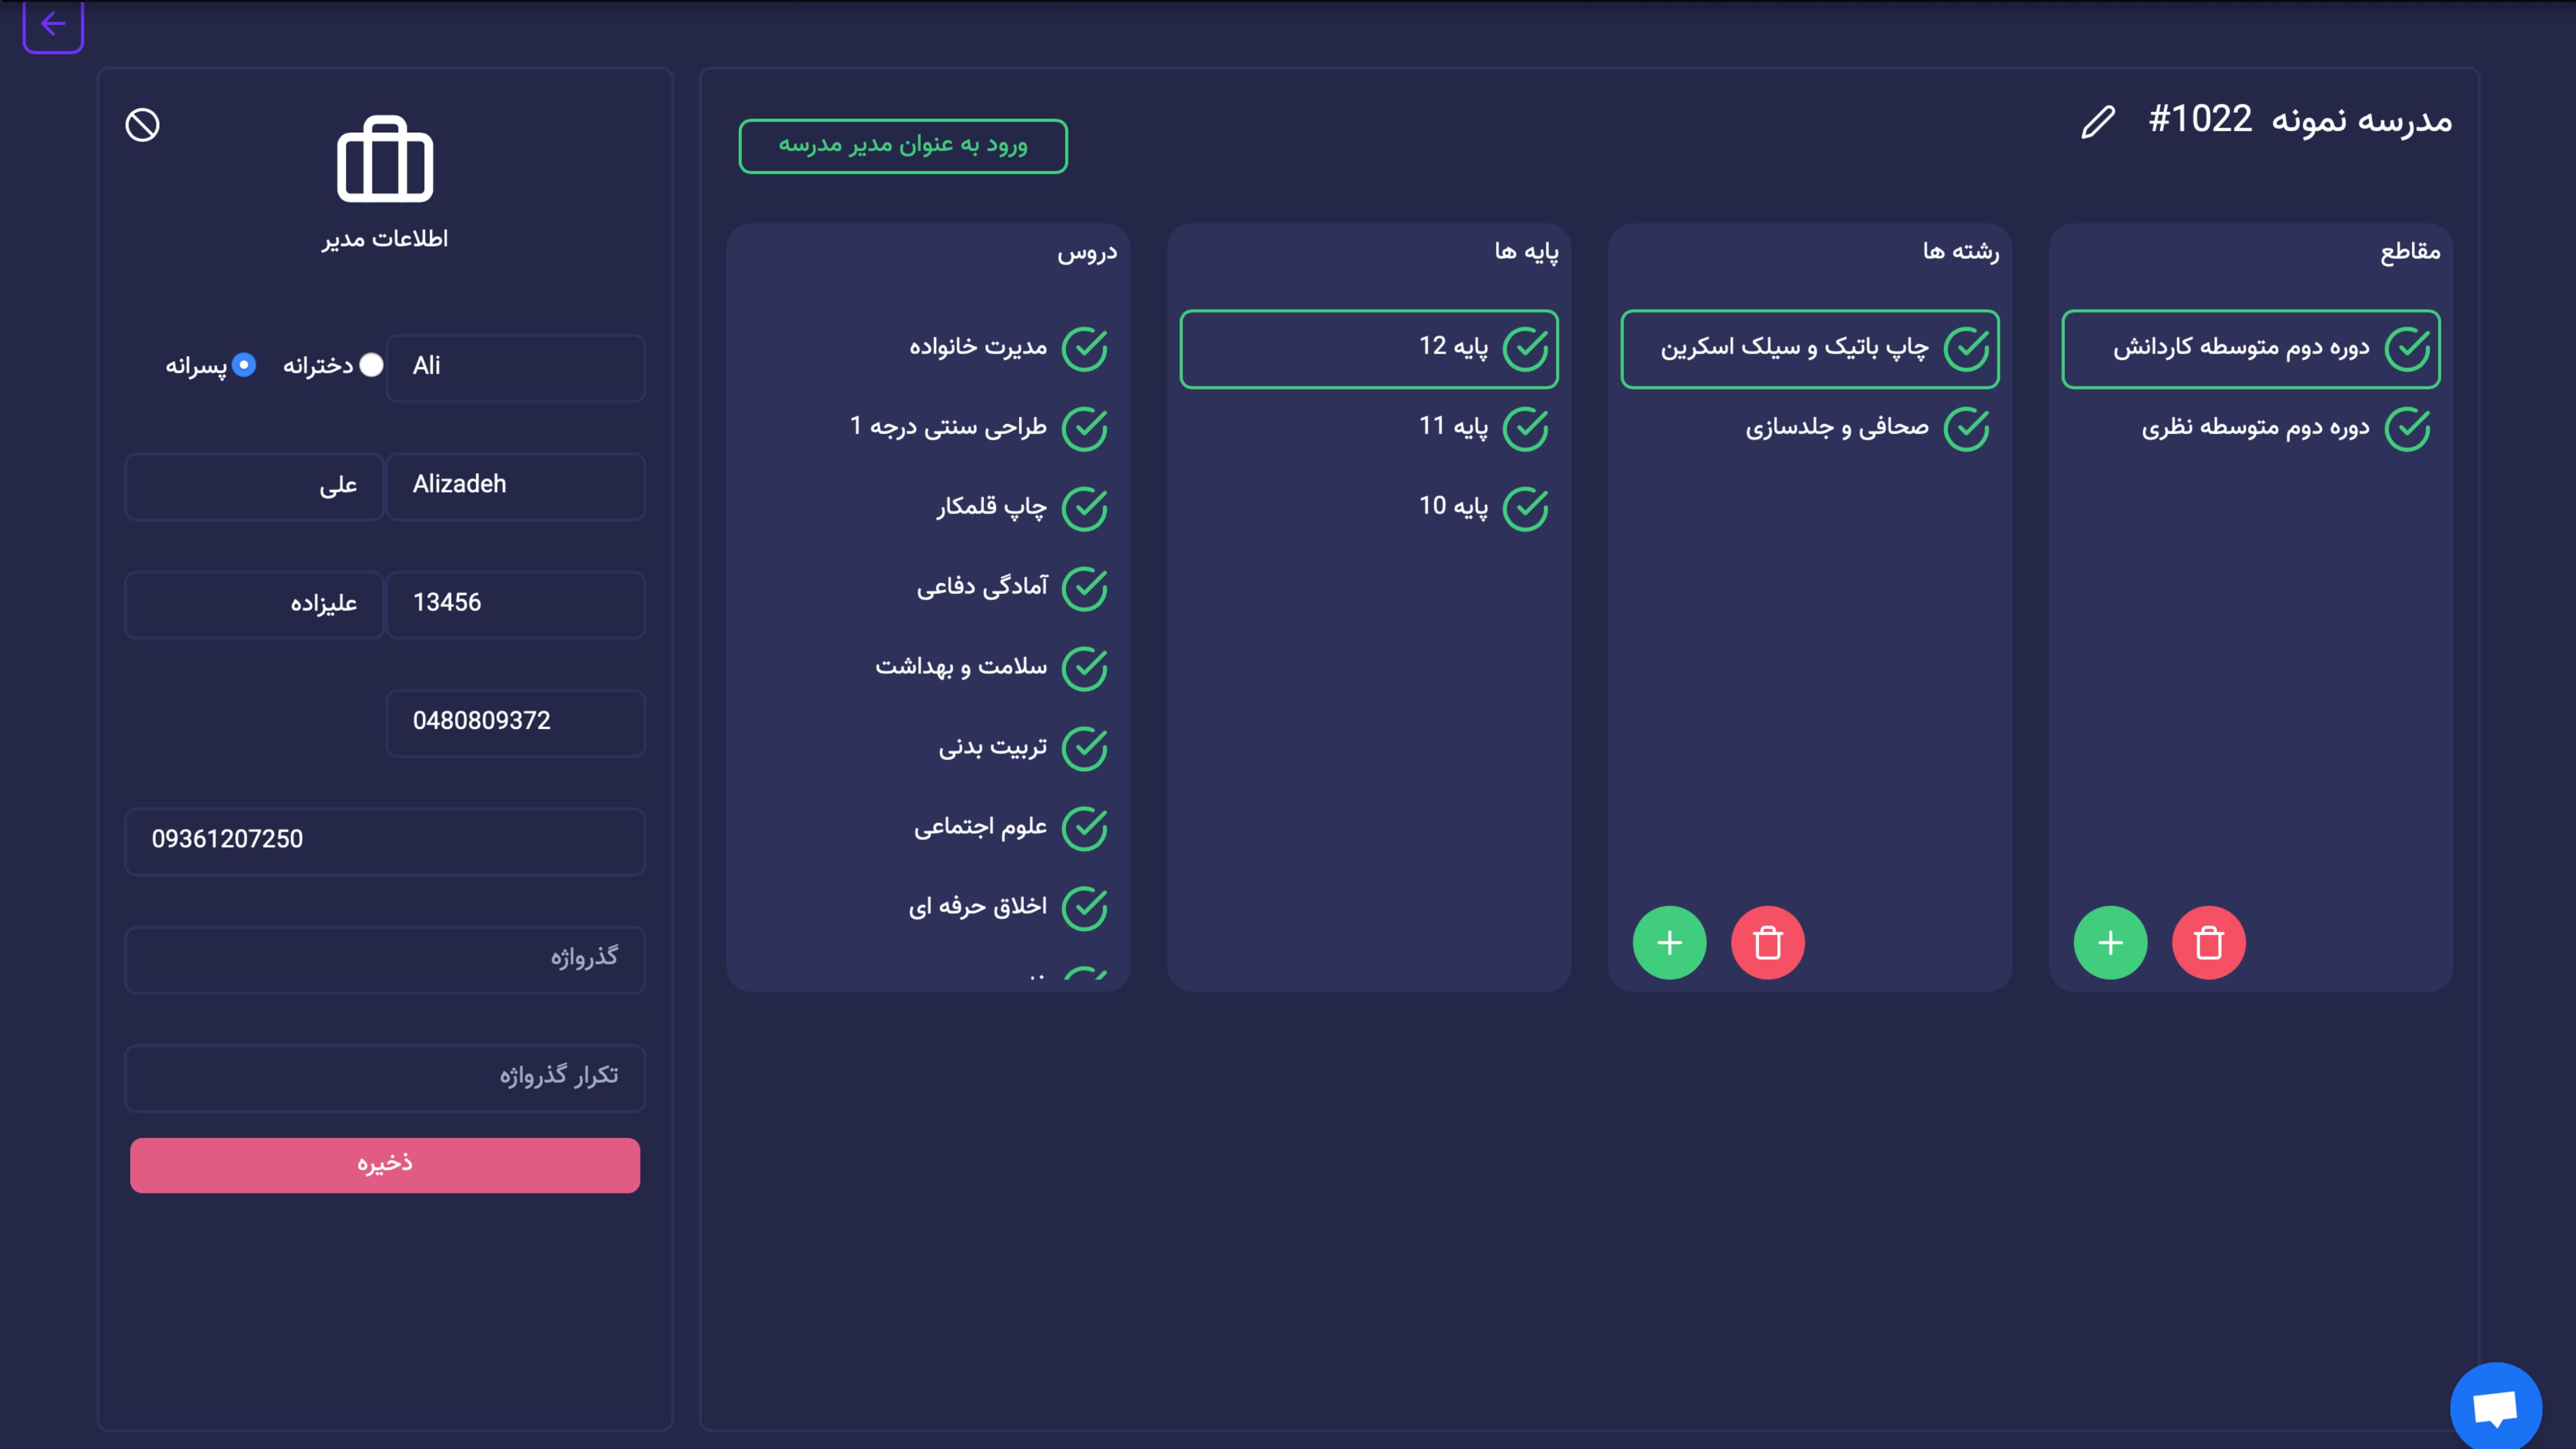 مدرسه نمونه #1022
ورود به عنوان مدیر مدرسه
مقاطع
دوره دوم متوسطه کاردانش
دوره دوم متوسطه نظری
رشته ها
چاپ باتیک و سیلک اسکرین
صحافی و جلدسازی
پایه ها
پایه 12
پایه 11
پایه 10
دروس
مدیرت خانواده
طراحی سنتی درجه 1
چاپ قلمکار
آمادگی دفاعی
سلامت و بهداشت
تربیت بدنی
علوم اجتماعی
اخلاق حرفه ای
اطلاعات مدیر
Ali
دخترانه
پسرانه
Alizadeh
علی
13456
علیزاده
0480809372
09361207250
گذرواژه
تکرار گذرواژه
ذخیره